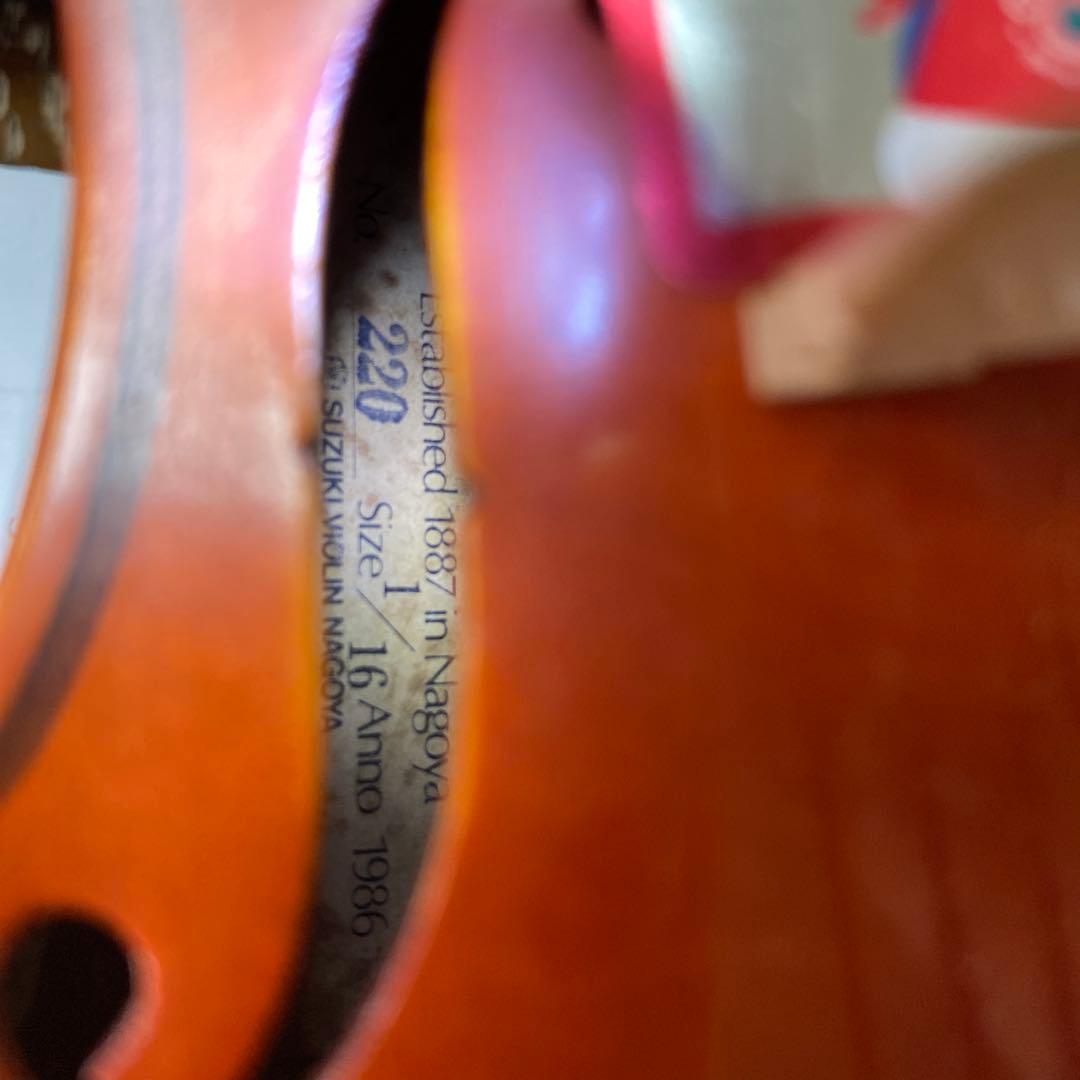 Established 1887 in Nagoya
No. 220 Size 1/16 Anno 1986
SUZUKI VIOLIN NAGOYA